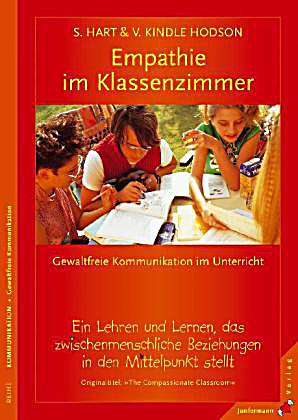 S. HART & V. KINDLE HODSON
Empathie
im Klassenzimmer
Gewaltfreie Kommunikation im Unterricht
Ein Lehren und Lernen, das
zwischenmenschliche Beziehungen
in den Mittelpunkt stellt
Originaltitel: »The Compassionate Classroom«
REIHE KOMMUNIKATION • Gewaltfreie Kommunikation
Junfermann
Verlag